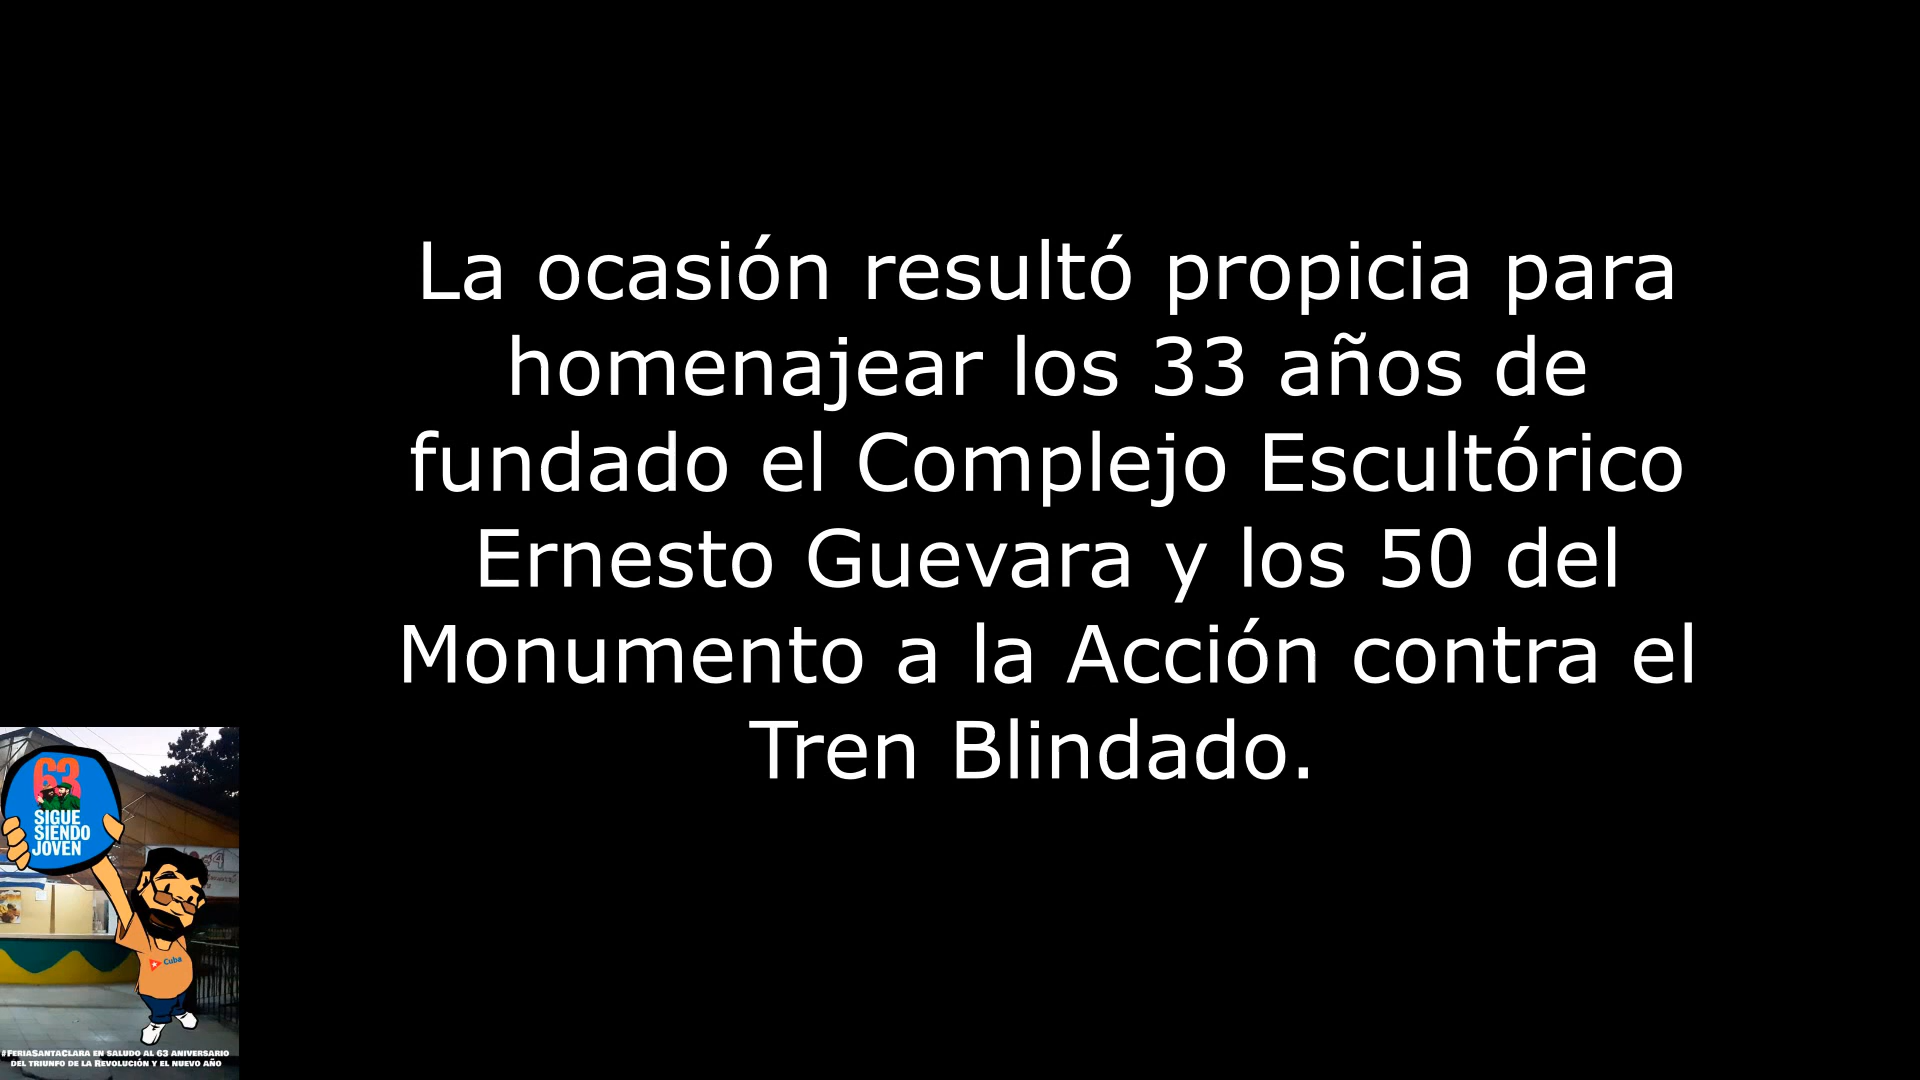 La ocasión resultó propicia para
homenajear los 33 años de
fundado el Complejo Escultórico
Ernesto Guevara y los 50 del
Monumento a la Acción contra el
Tren Blindado.
63
SIGUE
SIENDO
JOVEN
Cuba
#FERIASANTACLARA EN SALUDO AL 63 ANIVERSARIO
DEL TRIUNFO DE LA REVOLUCIÓN Y EL NUEVO AÑO